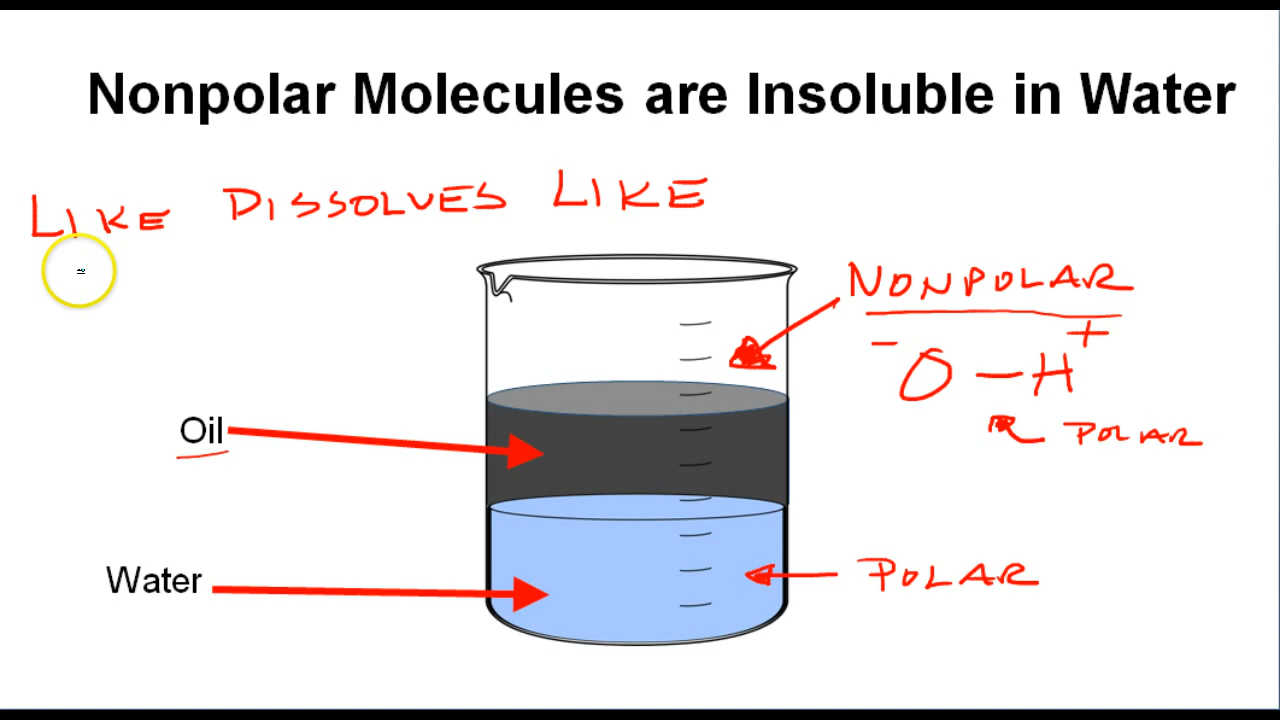 Nonpolar Molecules are Insoluble in Water
LIKE DISSOLVES LIKE
NONPOLAR
- +
O - H
POLAR
Oil
Water
POLAR